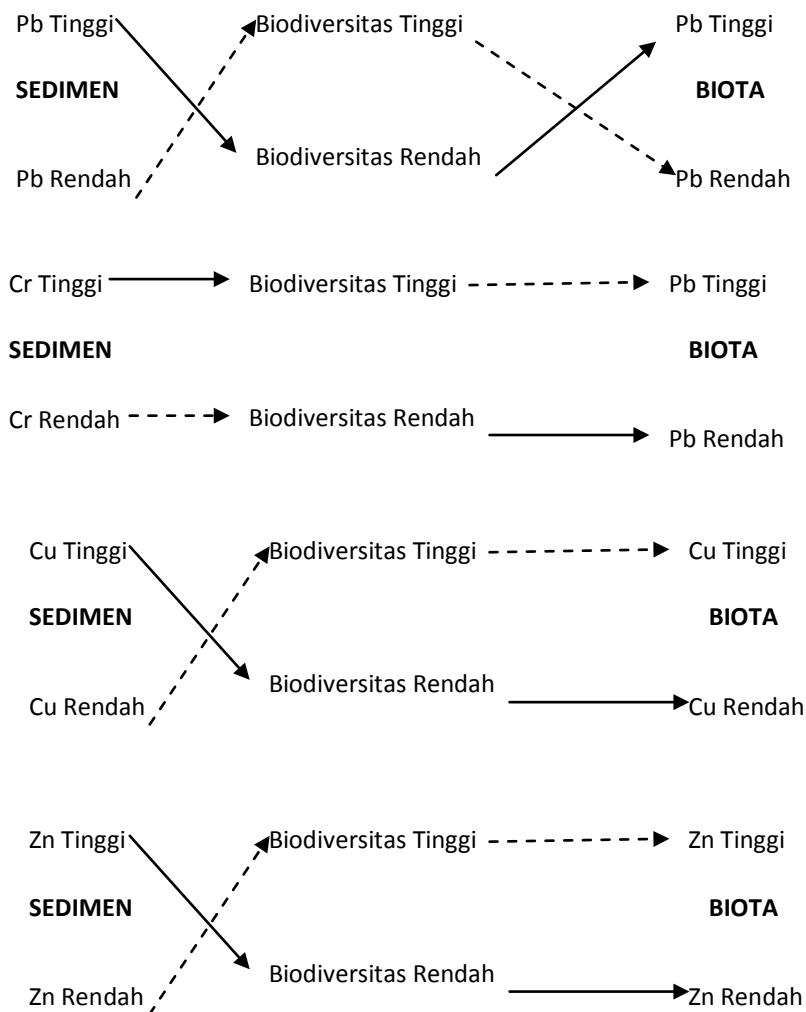 Pb Tinggi Biodiversitas Tinggi Pb Tinggi
SEDIMEN BIOTA
Biodiversitas Rendah
Pb Rendah Pb Rendah
Cr Tinggi Biodiversitas Tinggi Pb Tinggi
SEDIMEN BIOTA
Cr Rendah Biodiversitas Rendah Pb Rendah
Cu Tinggi Biodiversitas Tinggi Cu Tinggi
SEDIMEN BIOTA
Biodiversitas Rendah
Cu Rendah Cu Rendah
Zn Tinggi Biodiversitas Tinggi Zn Tinggi
SEDIMEN BIOTA
Biodiversitas Rendah
Zn Rendah Zn Rendah